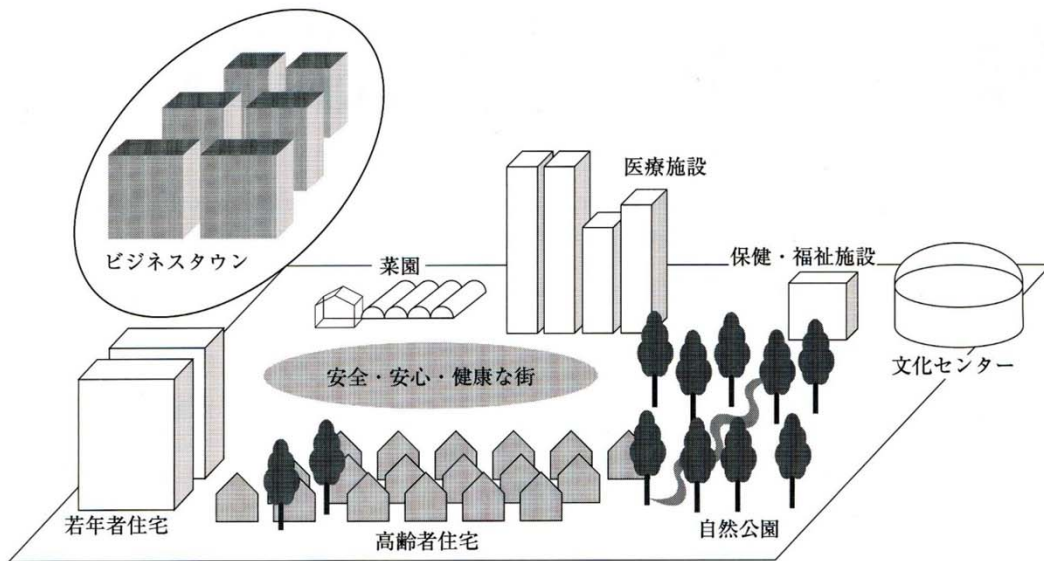 医療施設
ビジネスタウン
菜園
保健・福祉施設
文化センター
安全・安心・健康な街
若年者住宅
高齢者住宅
自然公園